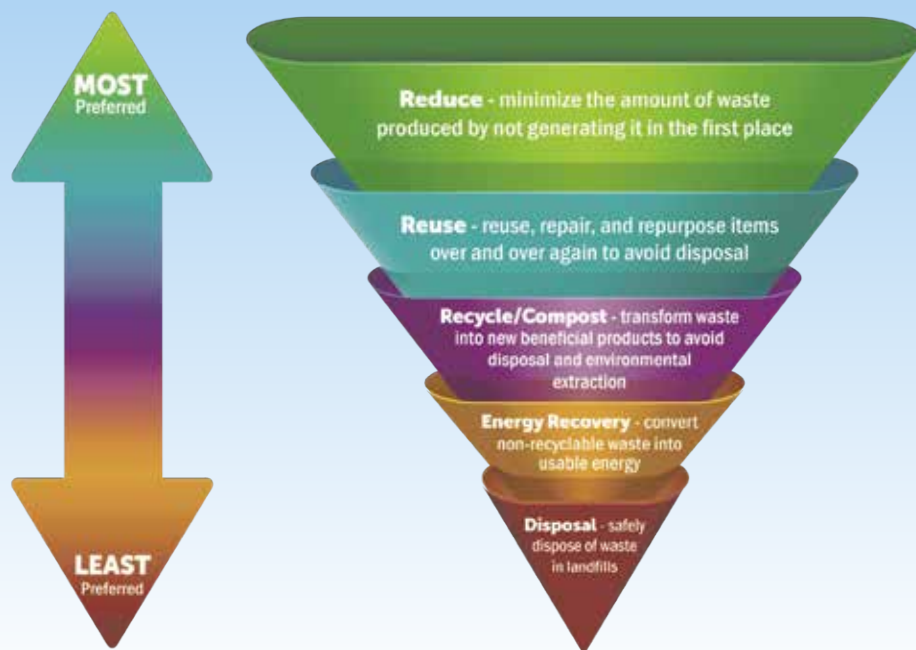 MOST
Preferred
Reduce - minimize the amount of waste
produced by not generating it in the first place
Reuse - reuse, repair, and repurpose items
over and over again to avoid disposal
Recycle/Compost - transform waste
into new beneficial products to avoid
disposal and environmental
extraction
Energy Recovery - convert
non-recyclable waste into
usable energy
Disposal - safely
dispose of waste
in landfills
LEAST
Preferred